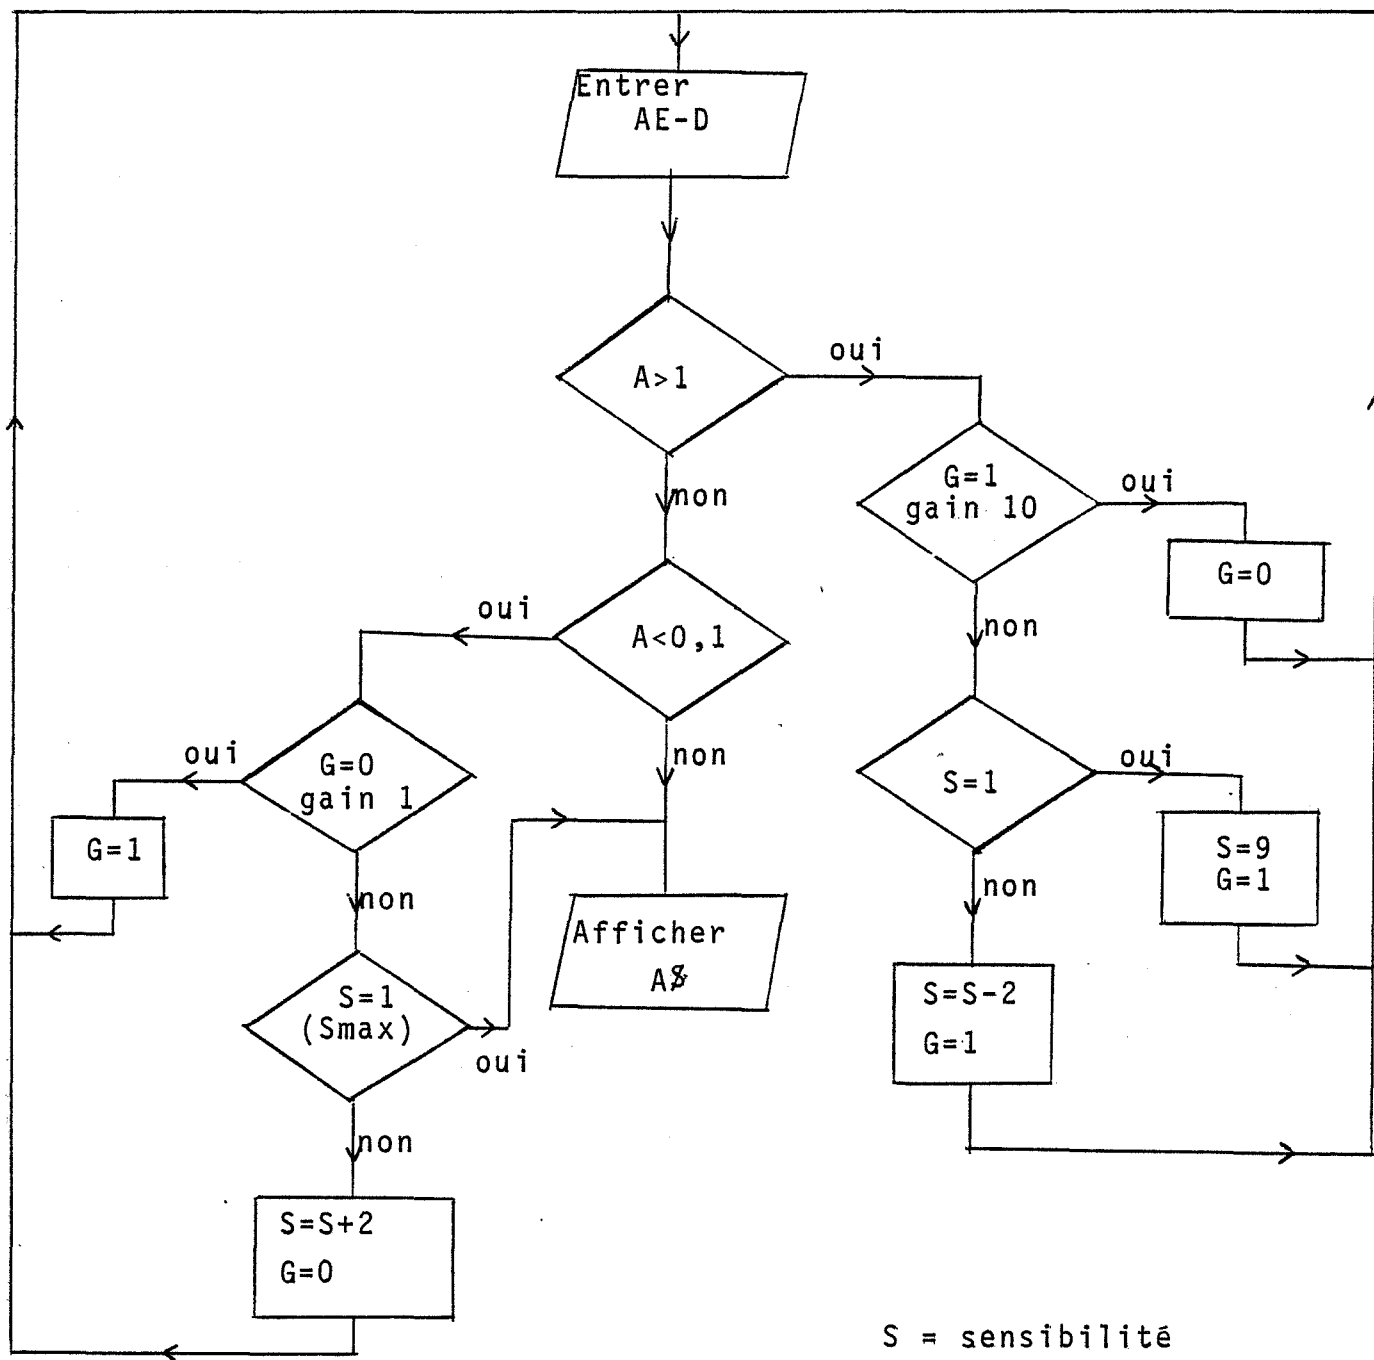 Entrer
AE-D
oui
A>1
G=1
gain 10
oui
non
G=0
oui
A<0,1
non
non
oui
G=0
gain 1
oui
S=1
G=1
S=9
G=1
non
non
Afficher
S=1
(Smax)
S=S-2
G=1
oui
non
S=S+2
G=0
S = sensibilité